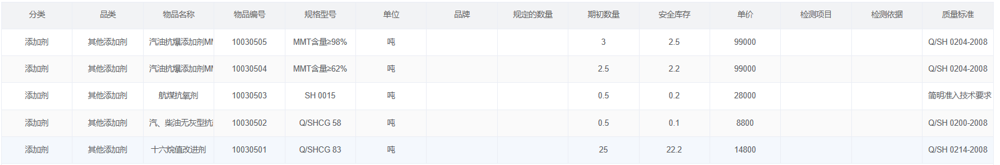 分类 品类 物品名称 物品编号 规格型号 单位 品牌 规定的数量 期初数量 安全库存 单价 检测项目 检测依据 质量标准
添加剂 其他添加剂 汽油抗爆添加剂MM 10030505 MMT含量≥98% 吨 3 2.5 99000 Q/SH 0204-2008
添加剂 其他添加剂 汽油抗爆添加剂MM 10030504 MMT含量≥62% 吨 2.5 2.2 99000 Q/SH 0204-2008
添加剂 其他添加剂 航煤抗氧剂 10030503 SH 0015 吨 0.5 0.2 28000 简明准入技术要求
添加剂 其他添加剂 汽、柴油无灰型抗 10030502 Q/SHCG 58 吨 0.5 0.1 8800 Q/SH 0200-2008
添加剂 其他添加剂 十六烷值改进剂 10030501 Q/SHCG 83 吨 25 22.2 14800 Q/SH 0214-2008